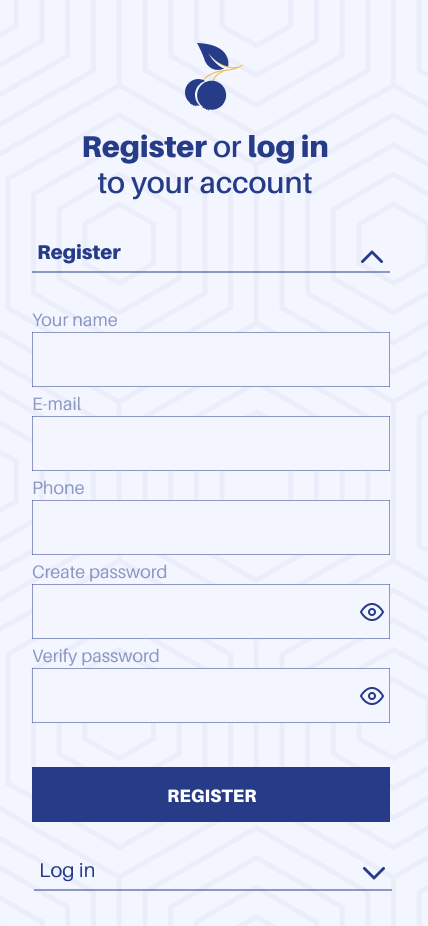 Register or log in
to your account
Register
Your name
E-mail
Phone
Create password
Verify password
REGISTER
Log in